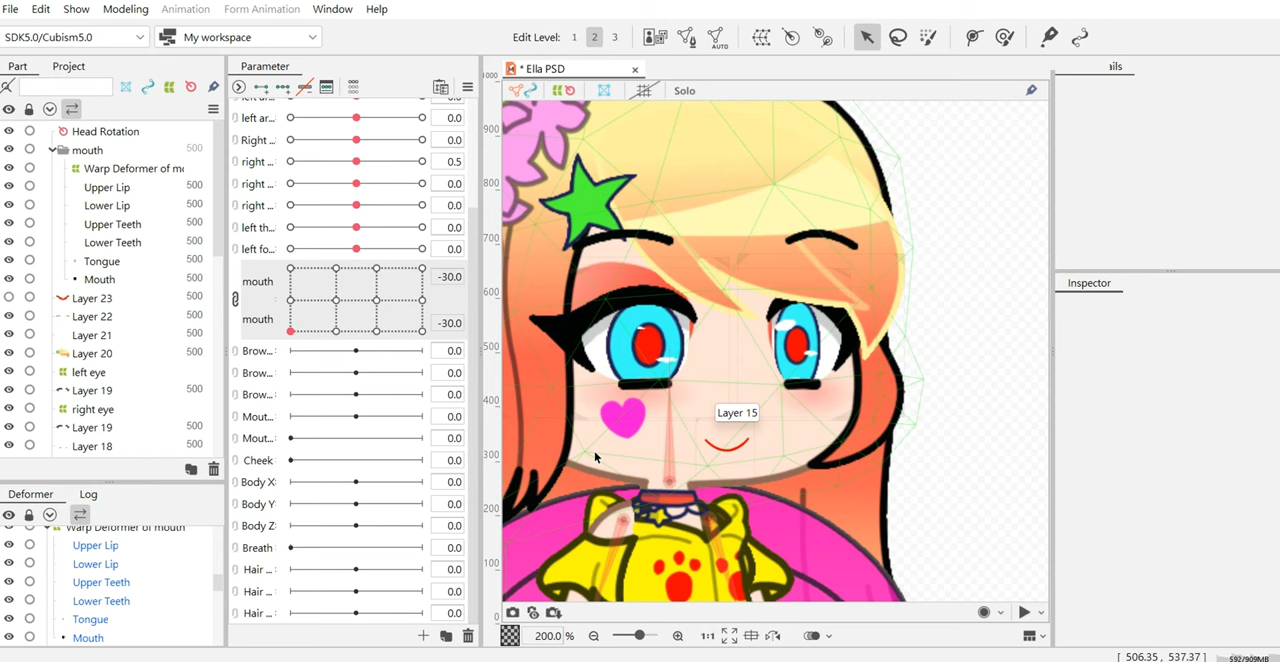 File Edit Show Modeling Animation Form Animation Window Help
SDK5.0/Cubism5.0 My workspace Edit Level: 1 2 3 AUTO
Part Project
Parameter
* Ella PSD
ails
Solo
Head Rotation
mouth 500
Warp Deformer of mo
Upper Lip 500
Lower Lip 500
Upper Teeth 500
Lower Teeth 500
Tongue 500
Mouth 500
Layer 23 500
Layer 22 500
Layer 21 500
Layer 20 500
left eye
Layer 19 500
right eye
Layer 19 500
Layer 18 500
Deformer Log
Warp Deformer of mouth
Upper Lip
Lower Lip
Upper Teeth
Lower Teeth
Tongue
Mouth
0.0
left ar... 0.0
Right ... 0.0
right ... 0.5
right ... 0.0
right ... 0.0
left th... 0.0
left fo... 0.0
mouth -30.0
mouth -30.0
Brow... 0.0
Brow... 0.0
Brow... 0.0
Mout... 0.0
Mout... 0.0
Cheek 0.0
Body X 0.0
Body Y 0.0
Body Z 0.0
Breath 0.0
Hair ... 0.0
Hair ... 0.0
Hair ... 0.0
1000
900
800
700
600
500
400
300
200
100
0
Layer 15
200.0 % 1:1
Inspector
[ 506.35, 537.37 ] 592/909MB